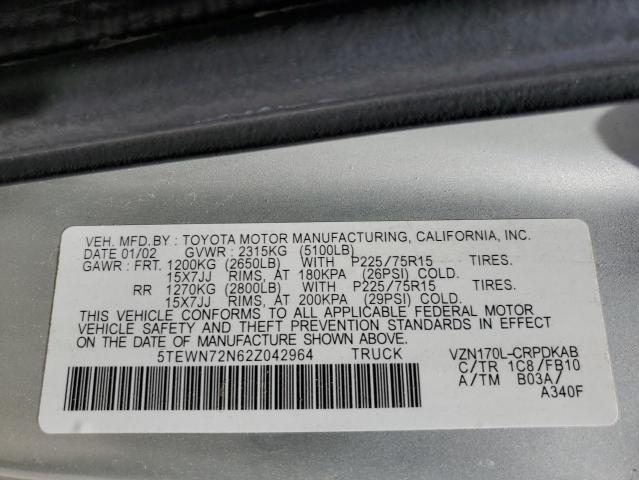 VEH. MFD.BY : TOYOTA MOTOR MANUFACTURING, CALIFORNIA, INC.
DATE 01/02 GVWR : 2315KG (5100LB)
GAWR : FRT. 1200KG (2650LB) WITH P225/75R15 TIRES.
15X7JJ RIMS, AT 180KPA (26PSI) COLD.
RR 1270KG (2800LB) WITH P225/75R15 TIRES.
15X7JJ RIMS, AT 200KPA (29PSI) COLD.
THIS VEHICLE CONFORMS TO ALL APPLICABLE FEDERAL MOTOR
VEHICLE SAFETY AND THEFT PREVENTION STANDARDS IN EFFECT
ON THE DATE OF MANUFACTURE SHOWN ABOVE.
5TEWN72N62Z042964 TRUCK VZN170L-CRPDKAB
C/TR 1C8 /FB10
A/TM B03A/
A340F